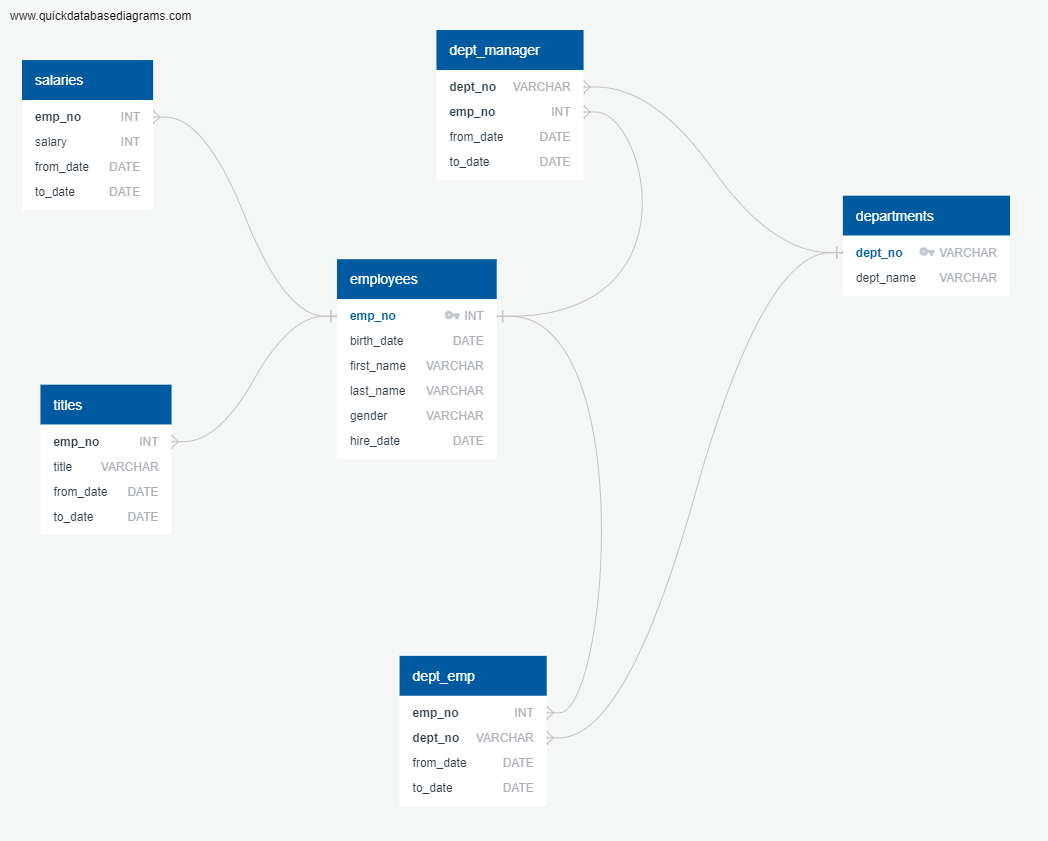 www.quickdatabasediagrams.com
salaries
emp_no INT
salary INT
from_date DATE
to_date DATE
dept_manager
dept_no VARCHAR
emp_no INT
from_date DATE
to_date DATE
departments
dept_no VARCHAR
dept_name VARCHAR
employees
emp_no INT
birth_date DATE
first_name VARCHAR
last_name VARCHAR
gender VARCHAR
hire_date DATE
titles
emp_no INT
title VARCHAR
from_date DATE
to_date DATE
dept_emp
emp_no INT
dept_no VARCHAR
from_date DATE
to_date DATE